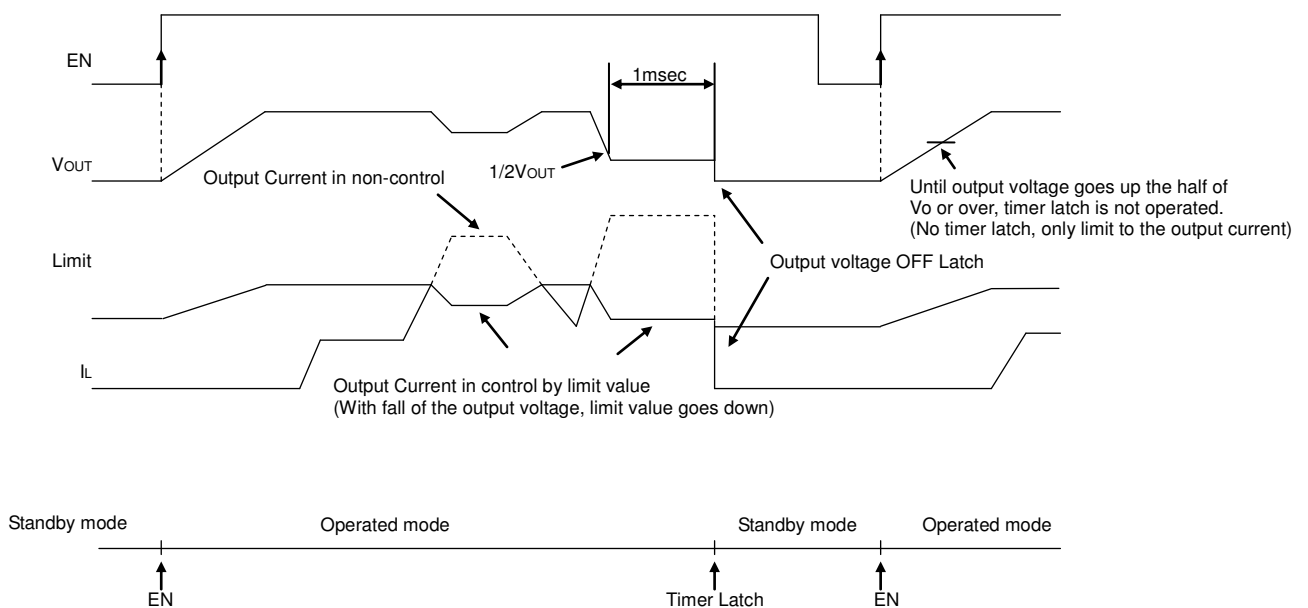 EN
1msec
VOUT
1/2VOUT
Output Current in non-control
Until output voltage goes up the half of
Vo or over, timer latch is not operated.
(No timer latch, only limit to the output current)
Limit
Output voltage OFF Latch
IL
Output Current in control by limit value
(With fall of the output voltage, limit value goes down)
Standby mode
Operated mode
Standby mode
Operated mode
EN
Timer Latch
EN